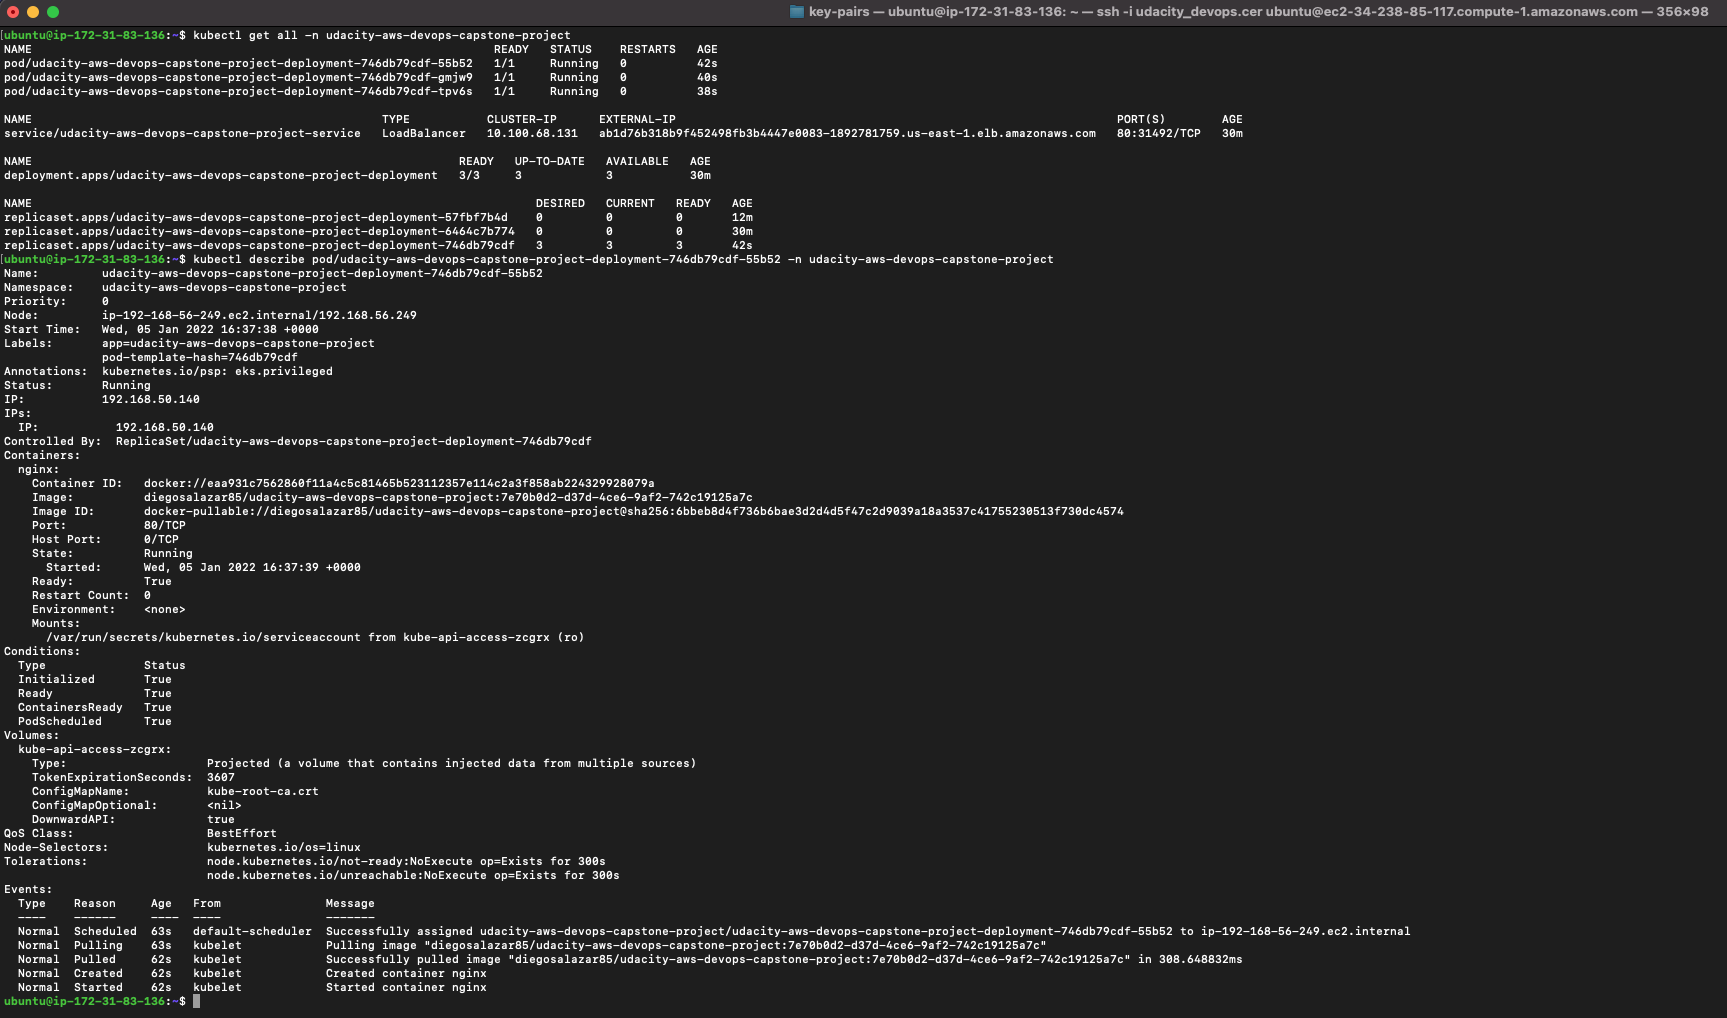 key-pairs — ubuntu@ip-172-31-83-136: ~ — ssh -i udacity_devops.cer ubuntu@ec2-34-238-85-117.compute-1.amazonaws.com — 356×98
[ubuntu@ip-172-31-83-136:~$ kubectl get all -n udacity-aws-devops-capstone-project
NAME READY STATUS RESTARTS AGE
pod/udacity-aws-devops-capstone-project-deployment-746db79cdf-55b52 1/1 Running 0 42s
pod/udacity-aws-devops-capstone-project-deployment-746db79cdf-gmjw9 1/1 Running 0 40s
pod/udacity-aws-devops-capstone-project-deployment-746db79cdf-tpv6s 1/1 Running 0 38s
NAME TYPE CLUSTER-IP EXTERNAL-IP PORT(S) AGE
service/udacity-aws-devops-capstone-project-service LoadBalancer 10.100.68.131 ab1d76b318b9f452498fb3b4447e0083-1892781759.us-east-1.elb.amazonaws.com 80:31492/TCP 30m
NAME READY UP-TO-DATE AVAILABLE AGE
deployment.apps/udacity-aws-devops-capstone-project-deployment 3/3 3 3 30m
NAME DESIRED CURRENT READY AGE
replicaset.apps/udacity-aws-devops-capstone-project-deployment-57fbf7b4d 0 0 0 12m
replicaset.apps/udacity-aws-devops-capstone-project-deployment-6464c7b774 0 0 0 30m
replicaset.apps/udacity-aws-devops-capstone-project-deployment-746db79cdf 3 3 3 42s
[ubuntu@ip-172-31-83-136:~$ kubectl describe pod/udacity-aws-devops-capstone-project-deployment-746db79cdf-55b52 -n udacity-aws-devops-capstone-project
Name: udacity-aws-devops-capstone-project-deployment-746db79cdf-55b52
Namespace: udacity-aws-devops-capstone-project
Priority: 0
Node: ip-192-168-56-249.ec2.internal/192.168.56.249
Start Time: Wed, 05 Jan 2022 16:37:38 +0000
Labels: app=udacity-aws-devops-capstone-project
pod-template-hash=746db79cdf
Annotations: kubernetes.io/psp: eks.privileged
Status: Running
IP: 192.168.50.140
IPs:
IP: 192.168.50.140
Controlled By: ReplicaSet/udacity-aws-devops-capstone-project-deployment-746db79cdf
Containers:
nginx:
Container ID: docker://eaa931c7562860f11a4c5c81465b523112357e114c2a3f858ab224329928079a
Image: diegosalazar85/udacity-aws-devops-capstone-project:7e70b0d2-d37d-4ce6-9af2-742c19125a7c
Image ID: docker-pullable://diegosalazar85/udacity-aws-devops-capstone-project@sha256:6bbeb8d4f736b6bae3d2d4d5f47c2d9039a18a3537c41755230513f730dc4574
Port: 80/TCP
Host Port: 0/TCP
State: Running
Started: Wed, 05 Jan 2022 16:37:39 +0000
Ready: True
Restart Count: 0
Environment: <none>
Mounts:
/var/run/secrets/kubernetes.io/serviceaccount from kube-api-access-zcgrx (ro)
Conditions:
Type Status
Initialized True
Ready True
ContainersReady True
PodScheduled True
Volumes:
kube-api-access-zcgrx:
Type: Projected (a volume that contains injected data from multiple sources)
TokenExpirationSeconds: 3607
ConfigMapName: kube-root-ca.crt
ConfigMapOptional: <nil>
DownwardAPI: true
QoS Class: BestEffort
Node-Selectors: kubernetes.io/os=linux
Tolerations: node.kubernetes.io/not-ready:NoExecute op=Exists for 300s
node.kubernetes.io/unreachable:NoExecute op=Exists for 300s
Events:
Type Reason Age From Message
---- ------ ---- ---- -------
Normal Scheduled 63s default-scheduler Successfully assigned udacity-aws-devops-capstone-project/udacity-aws-devops-capstone-project-deployment-746db79cdf-55b52 to ip-192-168-56-249.ec2.internal
Normal Pulling 63s kubelet Pulling image "diegosalazar85/udacity-aws-devops-capstone-project:7e70b0d2-d37d-4ce6-9af2-742c19125a7c"
Normal Pulled 62s kubelet Successfully pulled image "diegosalazar85/udacity-aws-devops-capstone-project:7e70b0d2-d37d-4ce6-9af2-742c19125a7c" in 308.648832ms
Normal Created 62s kubelet Created container nginx
Normal Started 62s kubelet Started container nginx
ubuntu@ip-172-31-83-136:~$